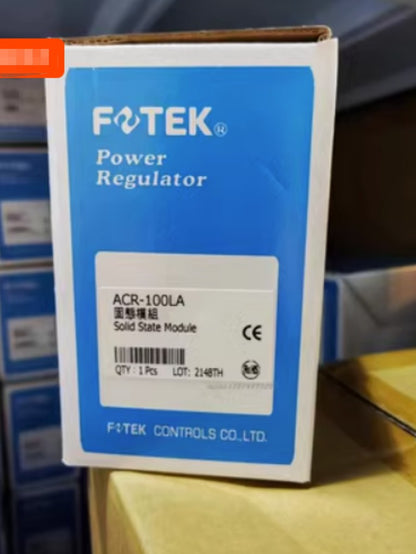 FOTEK®
Power
Regulator
ACR-100LA
固態模組
Solid State Module
CE
QTY : 1 Pcs LOT: 2148TH
FOTEK CONTROLS CO.,LTD.